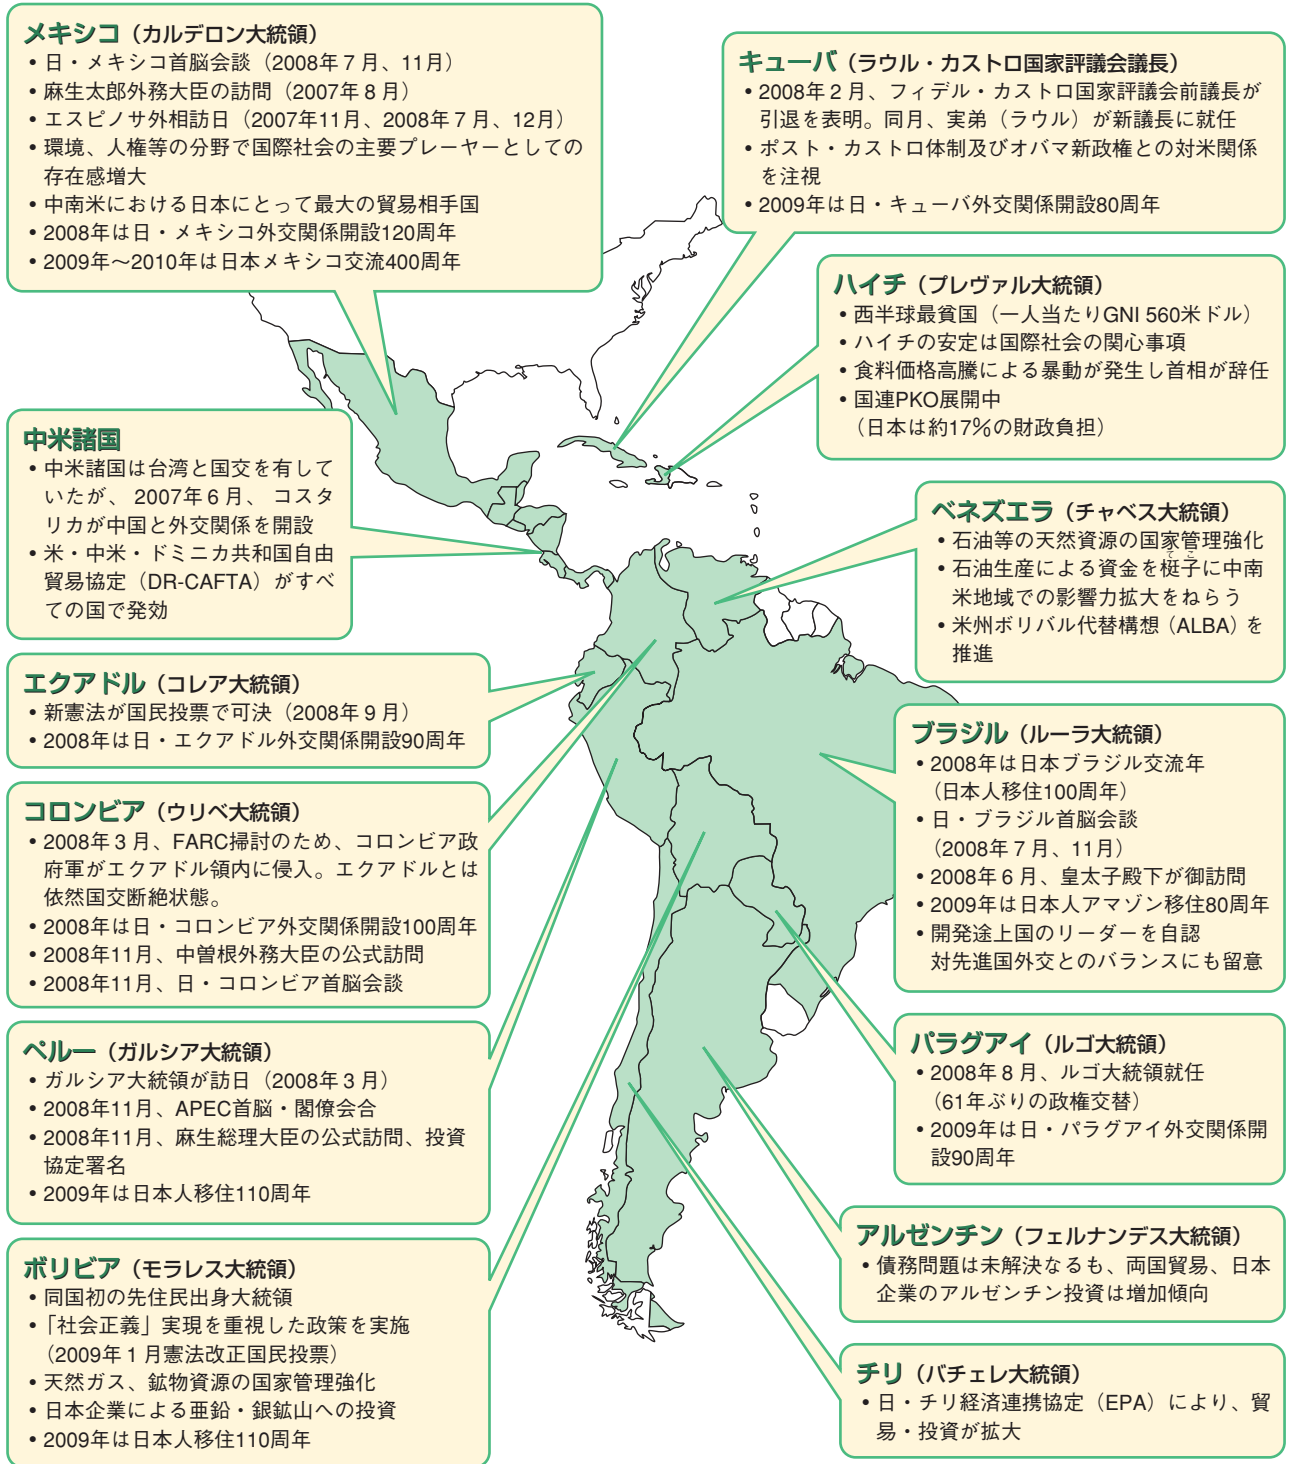 メキシコ（カルデロン大統領）
• 日・メキシコ首脳会談（2008年７月、11月）
• 麻生太郎外務大臣の訪問（2007年８月）
• エスピノサ外相訪日（2007年11月、2008年７月、12月）
• 環境、人権等の分野で国際社会の主要プレーヤーとしての
存在感増大
• 中南米における日本にとって最大の貿易相手国
• 2008年は日・メキシコ外交関係開設120周年
• 2009年～2010年は日本メキシコ交流400周年
キューバ（ラウル・カストロ国家評議会議長）
• 2008年２月、フィデル・カストロ国家評議会前議長が
引退を表明。同月、実弟（ラウル）が新議長に就任
• ポスト・カストロ体制及びオバマ新政権との対米関係
を注視
• 2009年は日・キューバ外交関係開設80周年
ハイチ（プレヴァル大統領）
• 西半球最貧国（一人当たりGNI 560米ドル）
• ハイチの安定は国際社会の関心事項
• 食料価格高騰による暴動が発生し首相が辞任
• 国連PKO展開中
（日本は約17％の財政負担）
中米諸国
• 中米諸国は台湾と国交を有して
いたが、2007年６月、コスタ
リカが中国と外交関係を開設
• 米・中米・ドミニカ共和国自由
貿易協定（DR-CAFTA）がすべ
ての国で発効
ベネズエラ（チャベス大統領）
• 石油等の天然資源の国家管理強化
てこ
• 石油生産による資金を梃子に中南
米地域での影響力拡大をねらう
• 米州ボリバル代替構想（ALBA）を
推進
エクアドル（コレア大統領）
• 新憲法が国民投票で可決（2008年９月）
• 2008年は日・エクアドル外交関係開設90周年
ブラジル（ルーラ大統領）
• 2008年は日本ブラジル交流年
（日本人移住100周年）
• 日・ブラジル首脳会談
（2008年７月、11月）
• 2008年６月、皇太子殿下が御訪問
• 2009年は日本人アマゾン移住80周年
• 開発途上国のリーダーを自認
対先進国外交とのバランスにも留意
コロンビア（ウリベ大統領）
• 2008年３月、FARC掃討のため、コロンビア政
府軍がエクアドル領内に侵入。エクアドルとは
依然国交断絶状態。
• 2008年は日・コロンビア外交関係開設100周年
• 2008年11月、中曽根外務大臣の公式訪問
• 2008年11月、日・コロンビア首脳会談
ペルー（ガルシア大統領）
• ガルシア大統領が訪日（2008年３月）
• 2008年11月、APEC首脳・閣僚会合
• 2008年11月、麻生総理大臣の公式訪問、投資
協定署名
• 2009年は日本人移住110周年
パラグアイ（ルゴ大統領）
• 2008年８月、ルゴ大統領就任
（61年ぶりの政権交替）
• 2009年は日・パラグアイ外交関係開
設90周年
アルゼンチン（フェルナンデス大統領）
• 債務問題は未解決なるも、両国貿易、日本
企業のアルゼンチン投資は増加傾向
ボリビア（モラレス大統領）
• 同国初の先住民出身大統領
• 「社会正義」実現を重視した政策を実施
（2009年１月憲法改正国民投票）
• 天然ガス、鉱物資源の国家管理強化
• 日本企業による亜鉛・銀鉱山への投資
• 2009年は日本人移住110周年
チリ（バチェレ大統領）
• 日・チリ経済連携協定（EPA）により、貿
易・投資が拡大